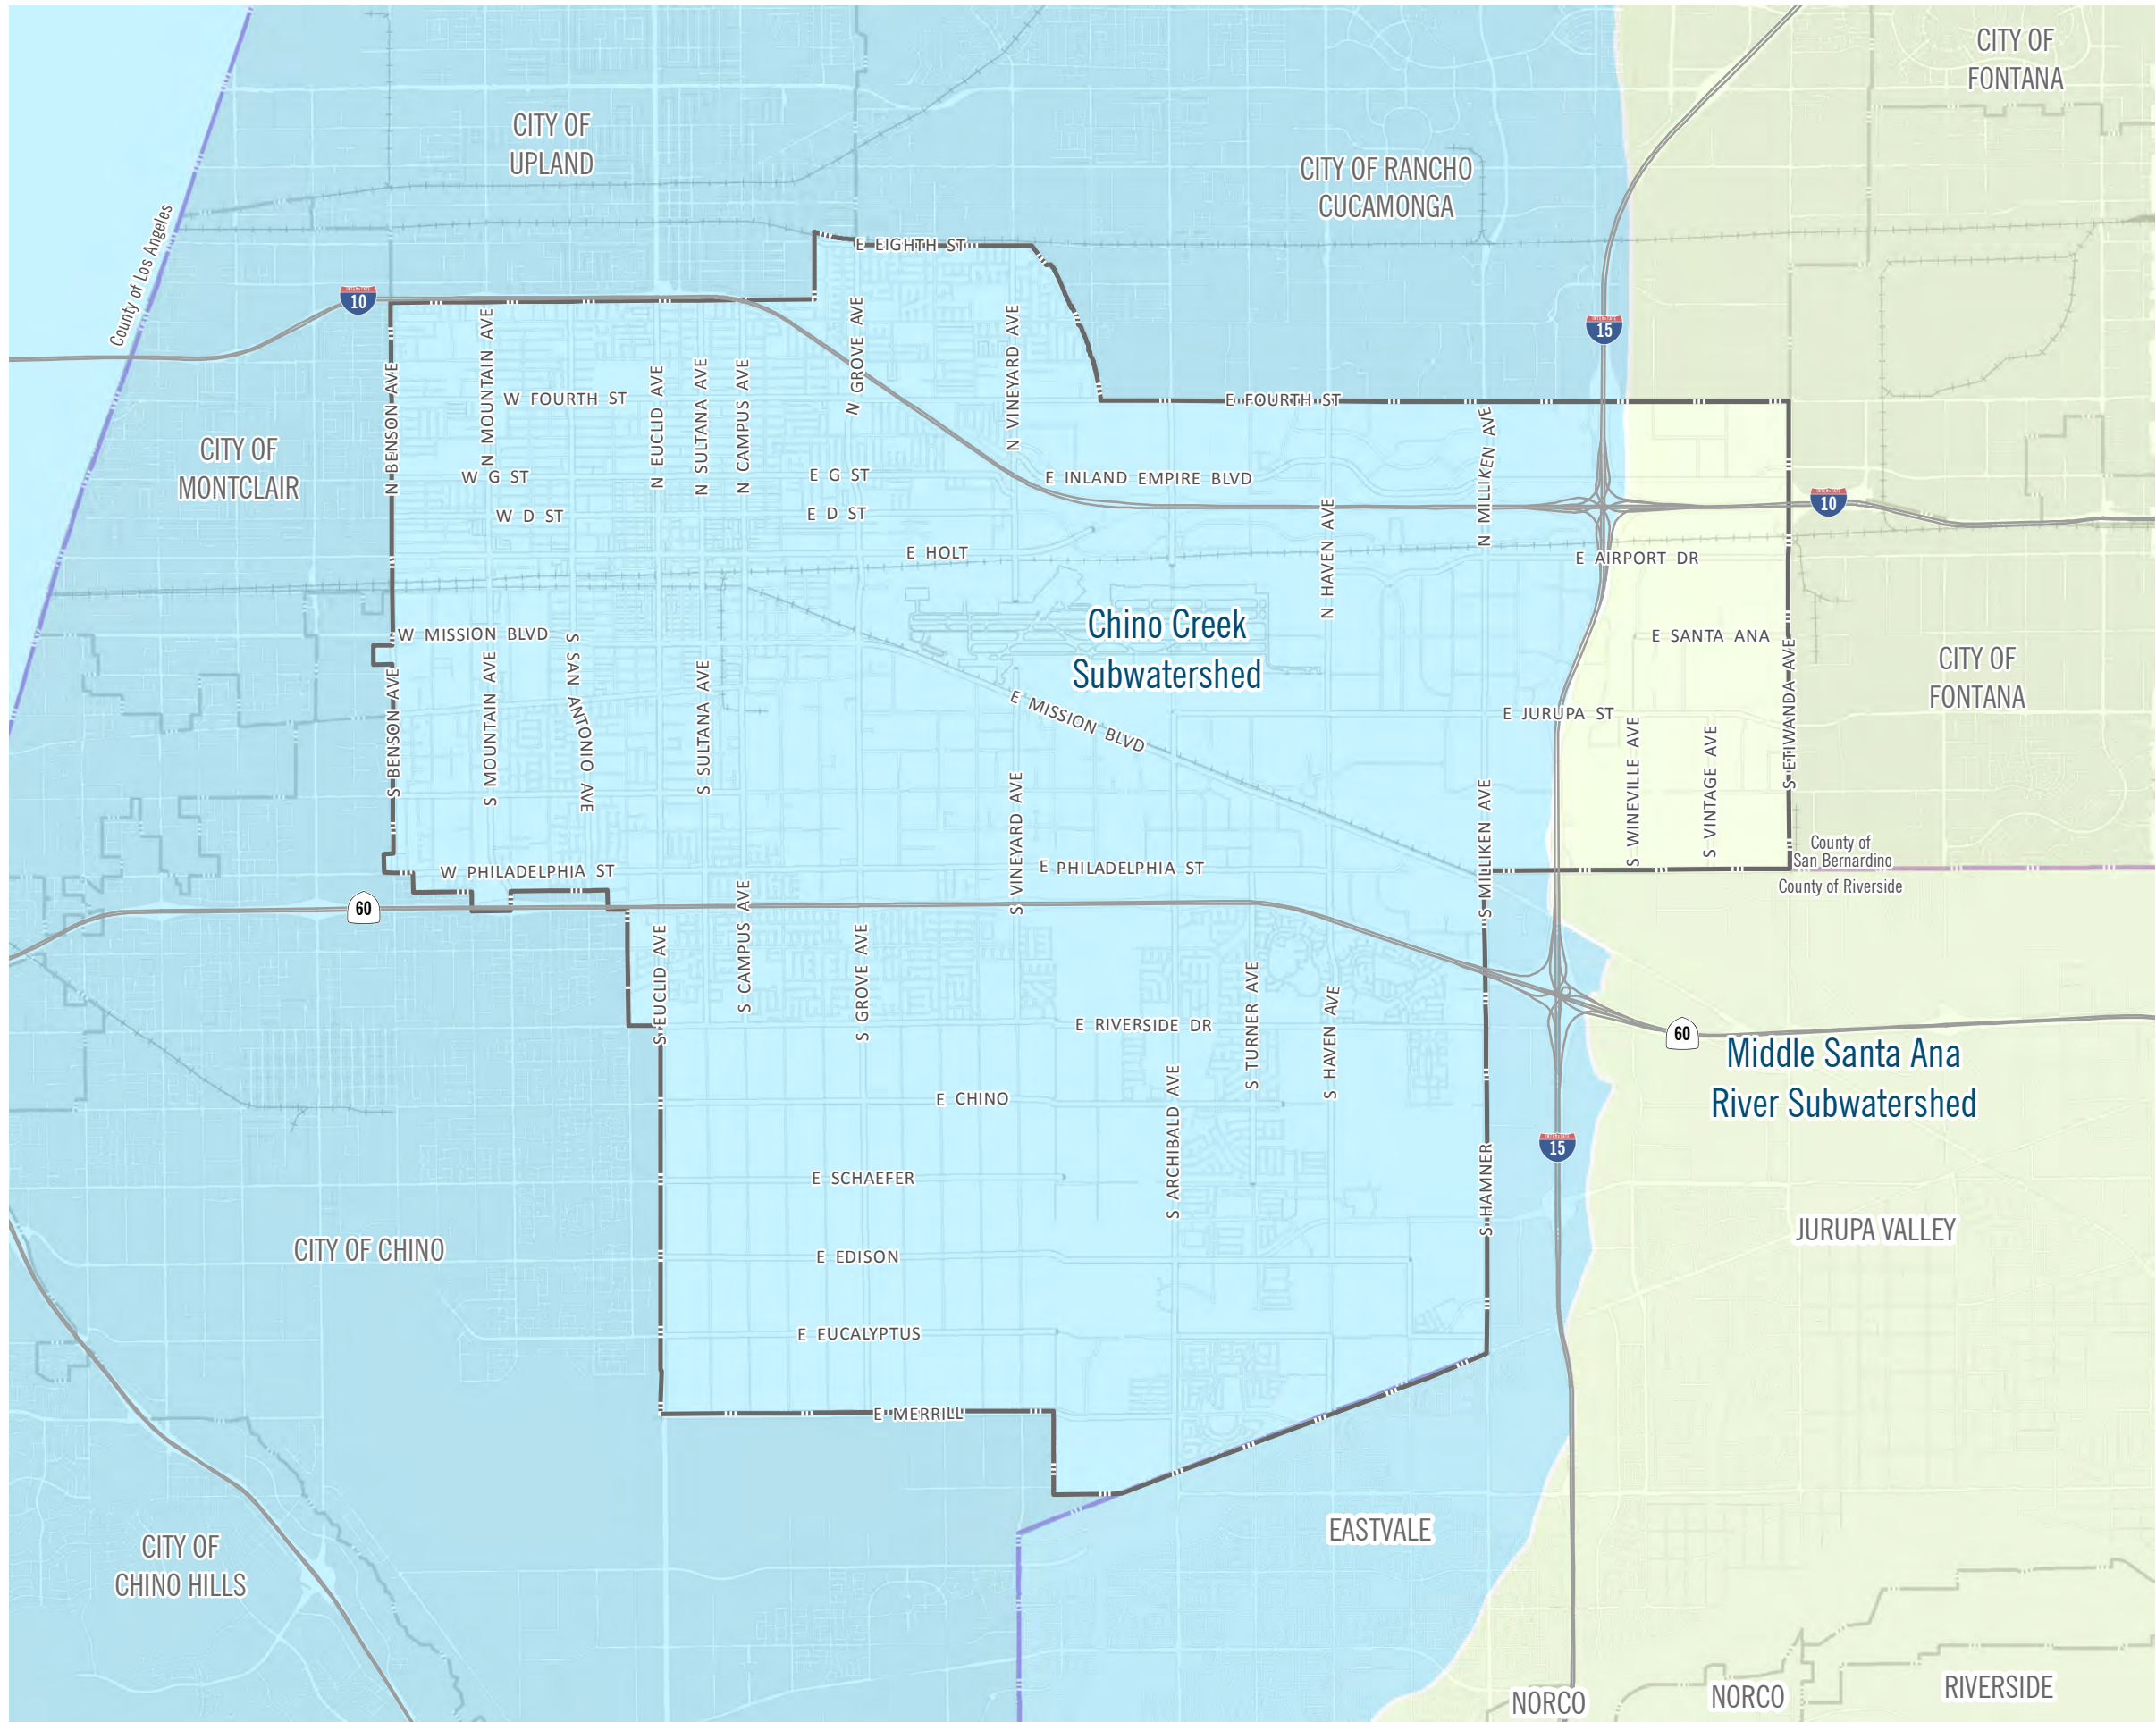 CITY OF
FONTANA
CITY OF
UPLAND
CITY OF RANCHO
CUCAMONGA
County of Los Angeles
E EIGHTH ST
INTERSTATE
10
INTERSTATE
15
N MOUNTAIN AVE
N GROVE AVE
N VINEYARD AVE
N BENSON AVE
N EUCLID AVE
N SULTANA AVE
N CAMPUS AVE
W FOURTH ST
E FOURTH ST
N MILLIKEN AVE
CITY OF
MONTCLAIR
W G ST
E G ST
E INLAND EMPIRE BLVD
INTERSTATE
10
W D ST
E D ST
N HAVEN AVE
E HOLT
E AIRPORT DR
Chino Creek
Subwatershed
W MISSION BLVD
E SANTA ANA
S BENSON AVE
S MOUNTAIN AVE
S SAN ANTONIO AVE
S SULTANA AVE
E MISSION BLVD
E JURUPA ST
S ETIWANDA AVE
CITY OF
FONTANA
S WINEVILLE AVE
S VINTAGE AVE
S VINEYARD AVE
S MILLIKEN AVE
County of
San Bernardino
County of Riverside
W PHILADELPHIA ST
E PHILADELPHIA ST
60
S EUCLID AVE
S CAMPUS AVE
S GROVE AVE
S TURNER AVE
S HAVEN AVE
E RIVERSIDE DR
60
Middle Santa Ana
River Subwatershed
E CHINO
S ARCHIBALD AVE
INTERSTATE
15
E SCHAEFER
S HAMNER
JURUPA VALLEY
CITY OF CHINO
E EDISON
E EUCALYPTUS
E MERRILL
EASTVALE
CITY OF
CHINO HILLS
NORCO
NORCO
RIVERSIDE